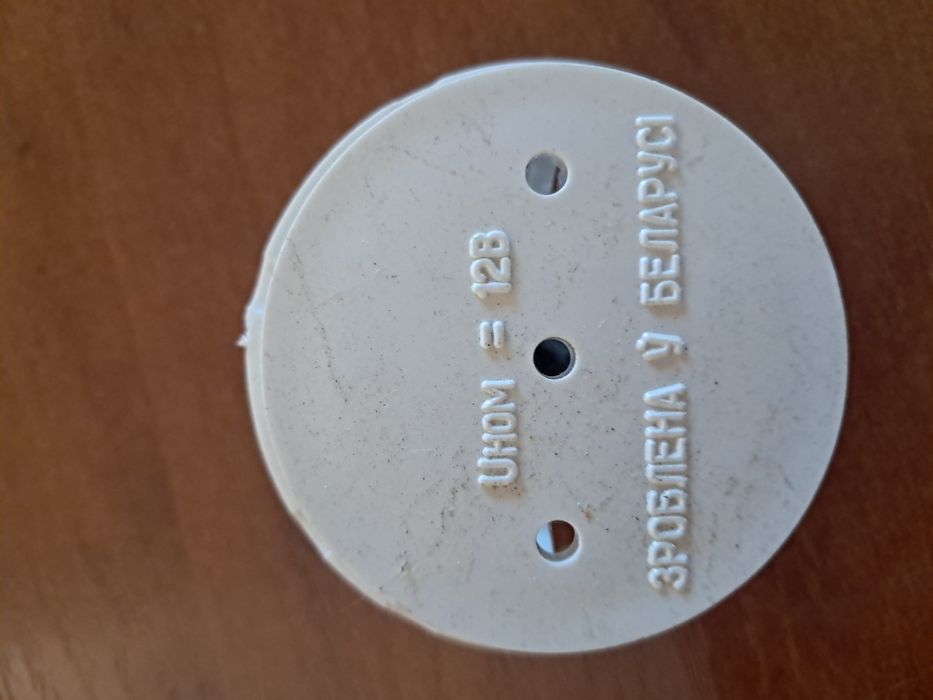 Uном = 12В
ЗРОБЛЕНА Ў БЕЛАРУСІ